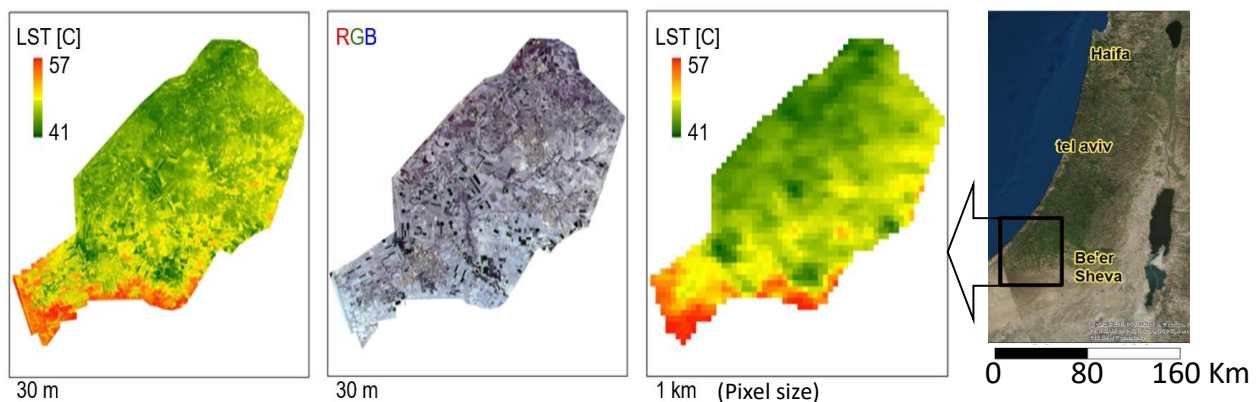 LST [C]
57
41
30 m
RGB
30 m
LST [C]
57
41
1 km (Pixel size)
Haifa
tel aviv
Be'er
Sheva
0 80 160 Km